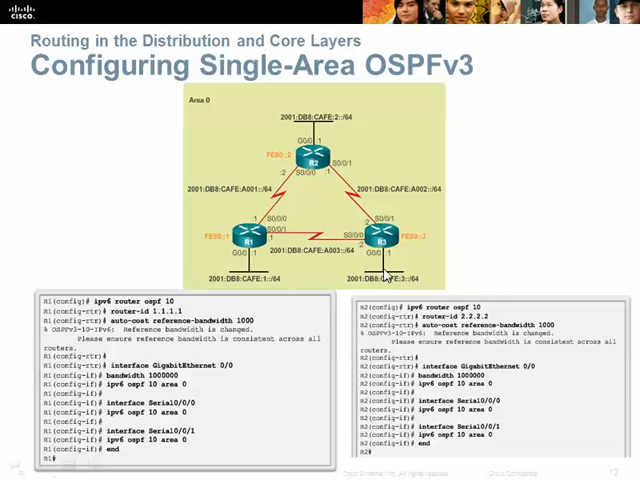 CISCO
Routing in the Distribution and Core Layers
Configuring Single-Area OSPFv3
Area 0
2001:DB8:CAFE:2::/64
G0/0 :1
FE80::2
R2
S0/0/1
:2 S0/0/0 :1
2001:DB8:CAFE:A001::/64
2001:DB8:CAFE:A002::/64
:1 S0/0/0
:2 S0/0/1
S0/0/1
FE80::1
R1
:1
S0/0/0
:2
R3
FE80::3
2001:DB8:CAFE:A003::/64
G0/0 :1
G0/0 :1
2001:DB8:CAFE:1::/64
2001:DB8:CAFE:3::/64
R1(config)# ipv6 router ospf 10
R1(config-rtr)# router-id 1.1.1.1
R1(config-rtr)# auto-cost reference-bandwidth 1000
% OSPFv3-10-IPv6: Reference bandwidth is changed.
Please ensure reference bandwidth is consistent across all
routers.
R1(config-rtr)#
R1(config-rtr)# interface GigabitEthernet 0/0
R1(config-if)# bandwidth 1000000
R1(config-if)# ipv6 ospf 10 area 0
R1(config-if)#
R1(config-if)# interface Serial0/0/0
R1(config-if)# ipv6 ospf 10 area 0
R1(config-if)#
R1(config-if)# interface Serial0/0/1
R1(config-if)# ipv6 ospf 10 area 0
R1(config-if)# end
R1#
R2(config)# ipv6 router ospf 10
R2(config-rtr)# router-id 2.2.2.2
R2(config-rtr)# auto-cost reference-bandwidth 1000
% OSPFv3-10-IPv6: Reference bandwidth is changed.
Please ensure reference bandwidth is consistent across all
routers.
R2(config-rtr)#
R2(config-rtr)# interface GigabitEthernet 0/0
R2(config-if)# bandwidth 1000000
R2(config-if)# ipv6 ospf 10 area 0
R2(config-if)#
R2(config-if)# interface Serial0/0/0
R2(config-if)# ipv6 ospf 10 area 0
R2(config-if)#
R2(config-if)# interface Serial0/0/1
R2(config-if)# ipv6 ospf 10 area 0
R2(config-if)# end
R2#
All rights reserved.
Cisco Confidential
12